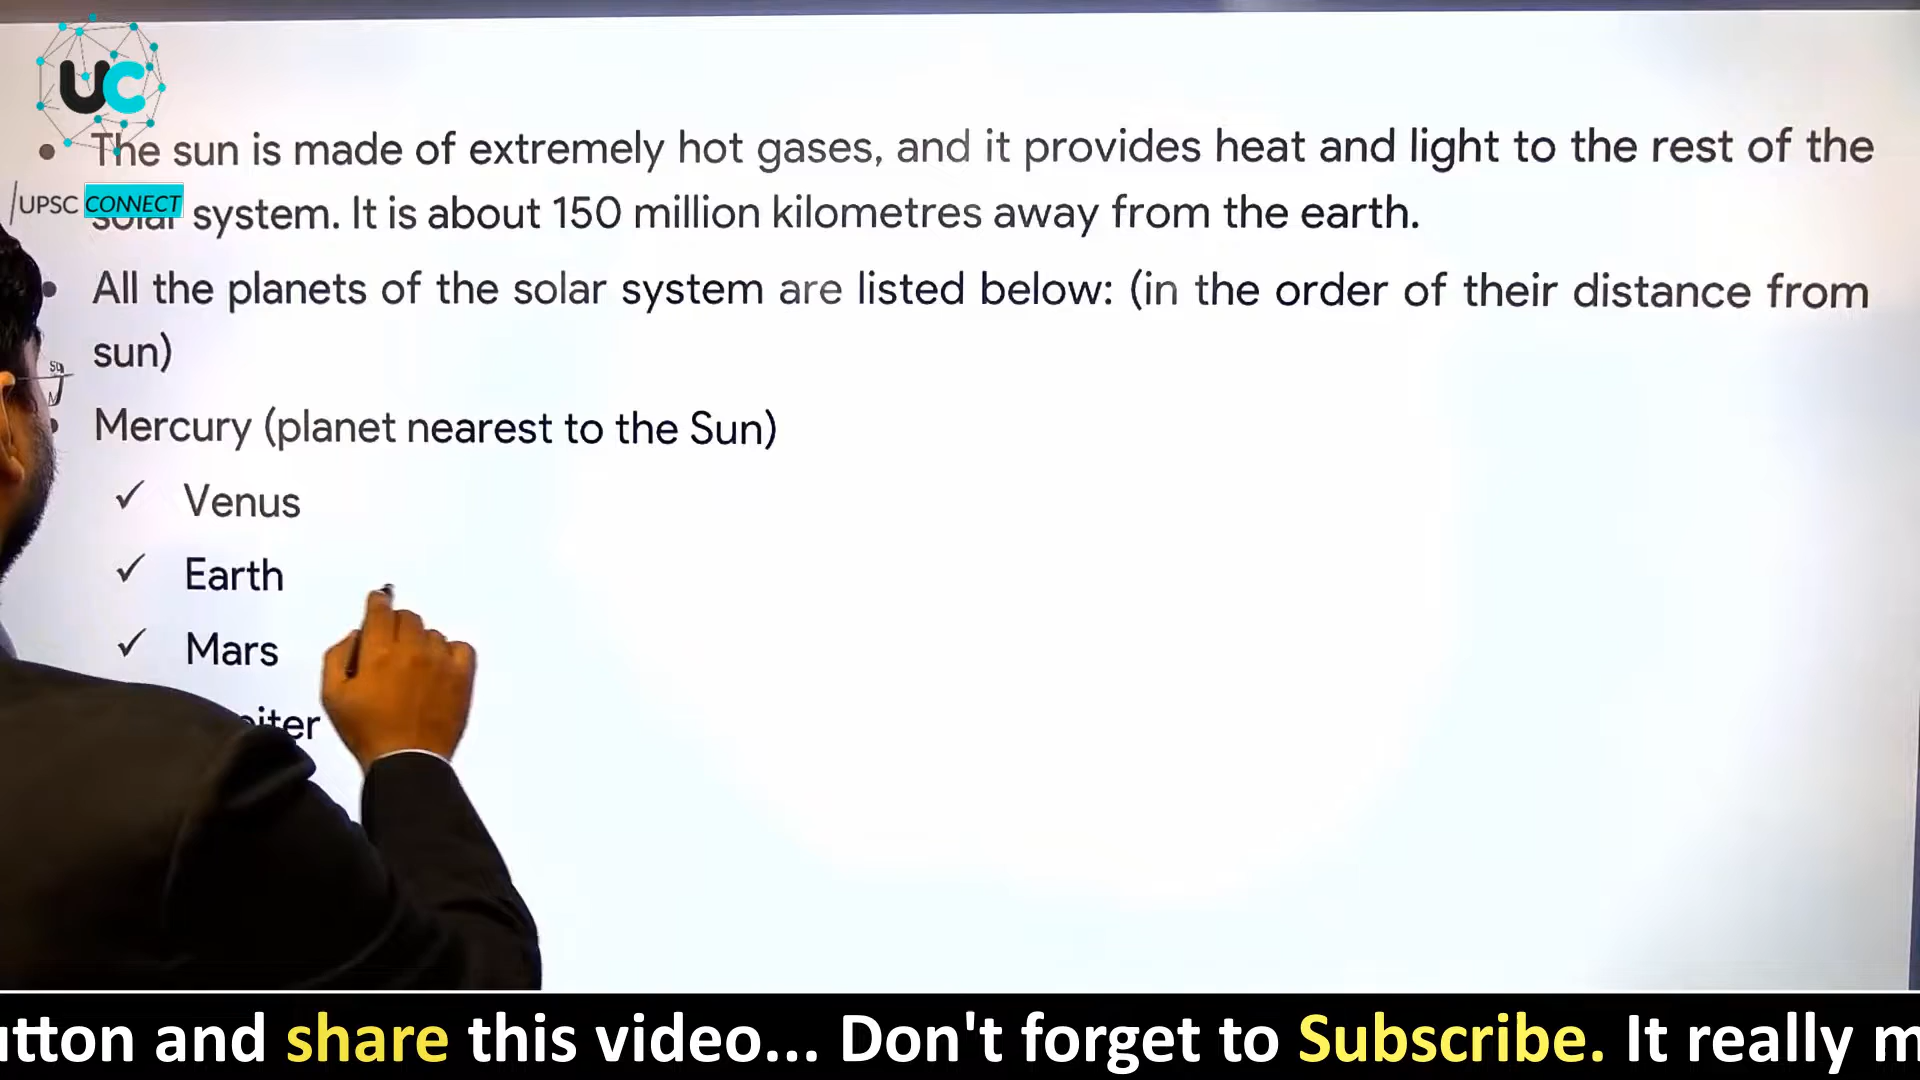 UC
The sun is made of extremely hot gases, and it provides heat and light to the rest of the
UPSC CONNECT
solar system. It is about 150 million kilometres away from the earth.
All the planets of the solar system are listed below: (in the order of their distance from
sun)
Mercury (planet nearest to the Sun)
Venus
Earth
Mars
and share this video... Don't forget to Subscribe. It really